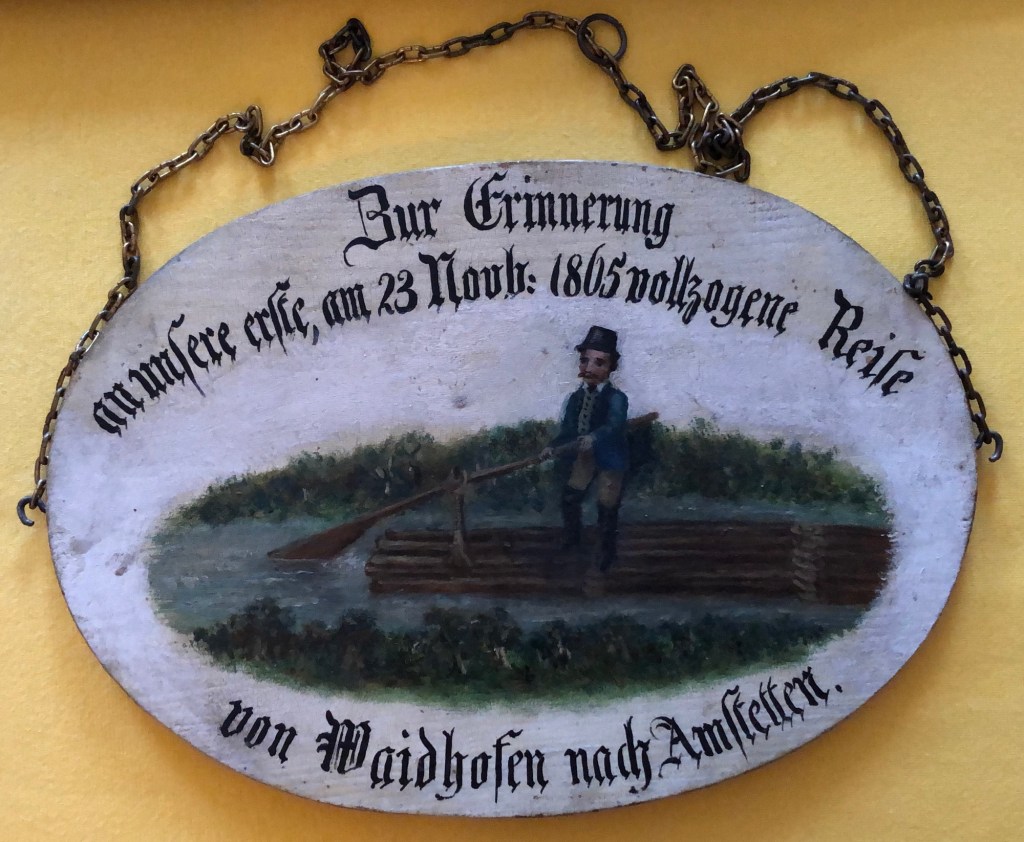 Zur Erinnerung
an unsere erste, am 23 Novb: 1865 vollzogene Reise
von Waidhofen nach Amstetten.